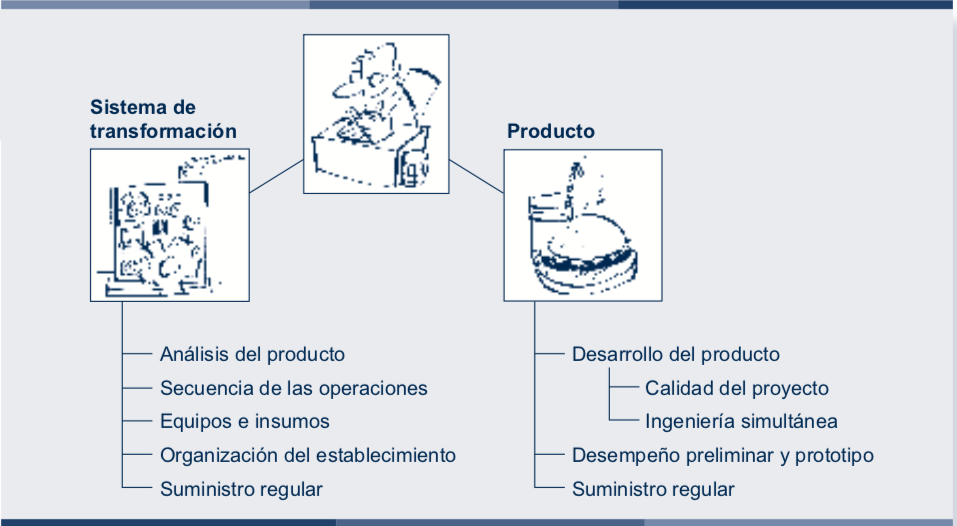 Sistema de
transformación
Producto
Análisis del producto
Secuencia de las operaciones
Equipos e insumos
Organización del establecimiento
Suministro regular
Desarrollo del producto
Calidad del proyecto
Ingeniería simultánea
Desempeño preliminar y prototipo
Suministro regular